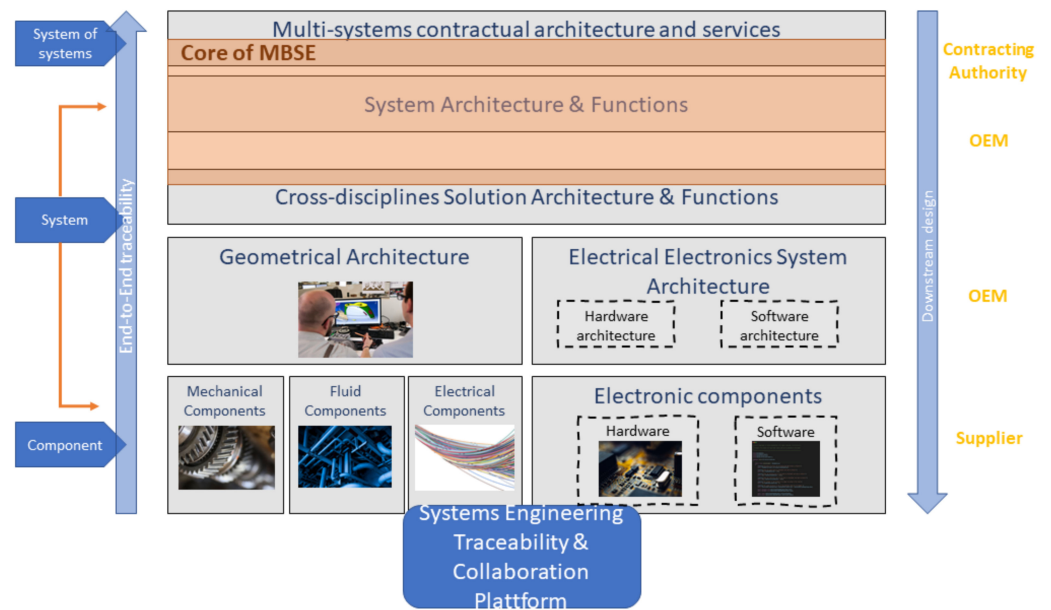 System of
systems
Multi-systems contractual architecture and services
Core of MBSE
Contracting
Authority
System Architecture & Functions
OEM
End-to-End traceability
System
Cross-disciplines Solution Architecture & Functions
Downstream design
Geometrical Architecture
Electrical Electronics System
Architecture
Hardware
architecture
Software
architecture
OEM
Mechanical
Components
Fluid
Components
Electrical
Components
Electronic components
Hardware
Software
Component
Supplier
Systems Engineering
Traceability &
Collaboration
Plattform